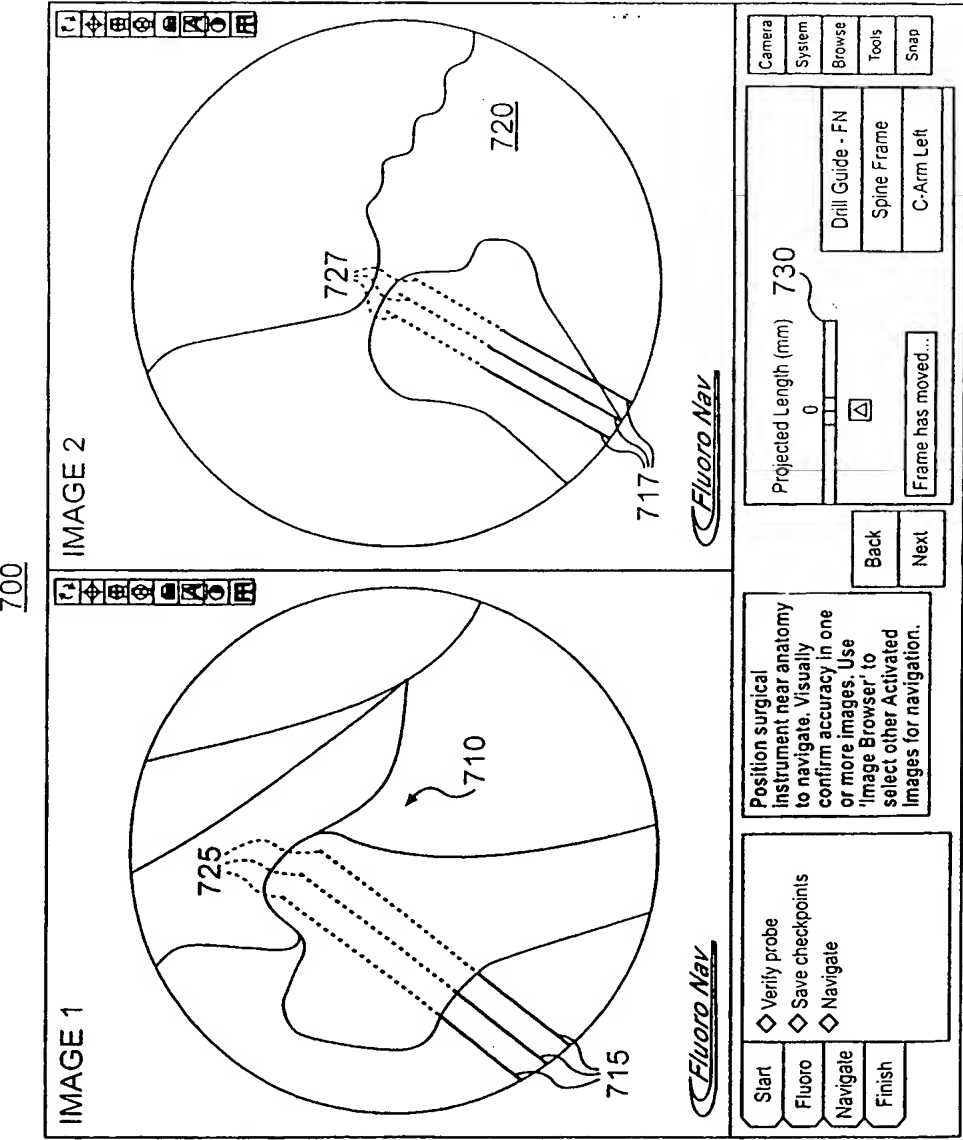 700
IMAGE 1
725
710
715
Fluoro Nav
IMAGE 2
727
720
717
Fluoro Nav
Start
Fluoro
Navigate
Finish
Verify probe
Save checkpoints
Navigate
Position surgical
instrument near anatomy
to navigate. Visually
confirm accuracy in one
or more images. Use
'Image Browser' to
select other Activated
Images for navigation.
Back
Next
Projected Length (mm)
730
0
Frame has moved...
Drill Guide - FN
Spine Frame
C-Arm Left
Camera
System
Browse
Tools
Snap